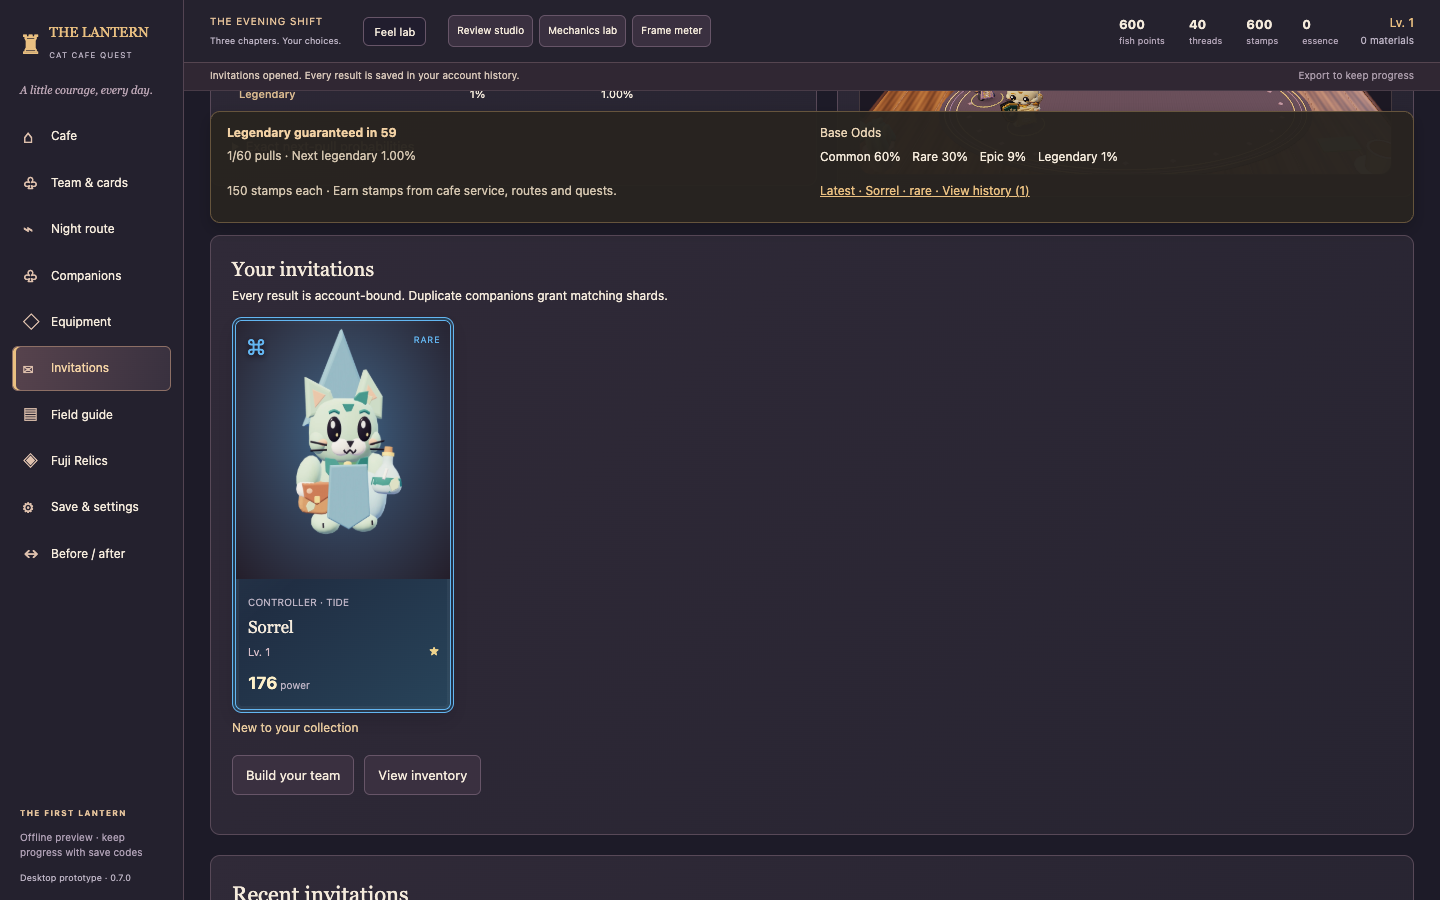 THE LANTERN
CAT CAFE QUEST
A little courage, every day.
Cafe
Team & cards
Night route
Companions
Equipment
Invitations
Field guide
Fuji Relics
Save & settings
Before / after
THE FIRST LANTERN
Offline preview · keep
progress with save codes
Desktop prototype · 0.7.0
THE EVENING SHIFT
Three chapters. Your choices.
Feel lab
Review studio
Mechanics lab
Frame meter
600
fish points
40
threads
600
stamps
0
essence
Lv. 1
0 materials
Invitations opened. Every result is saved in your account history.
Export to keep progress
Legendary 1% 1.00%
Legendary guaranteed in 59
1/60 pulls · Next legendary 1.00%
150 stamps each · Earn stamps from cafe service, routes and quests.
Base Odds
Common 60% Rare 30% Epic 9% Legendary 1%
Latest · Sorrel · rare · View history (1)
Your invitations
Every result is account-bound. Duplicate companions grant matching shards.
RARE
CONTROLLER · TIDE
Sorrel
Lv. 1
176 power
New to your collection
Build your team
View inventory
Recent invitations